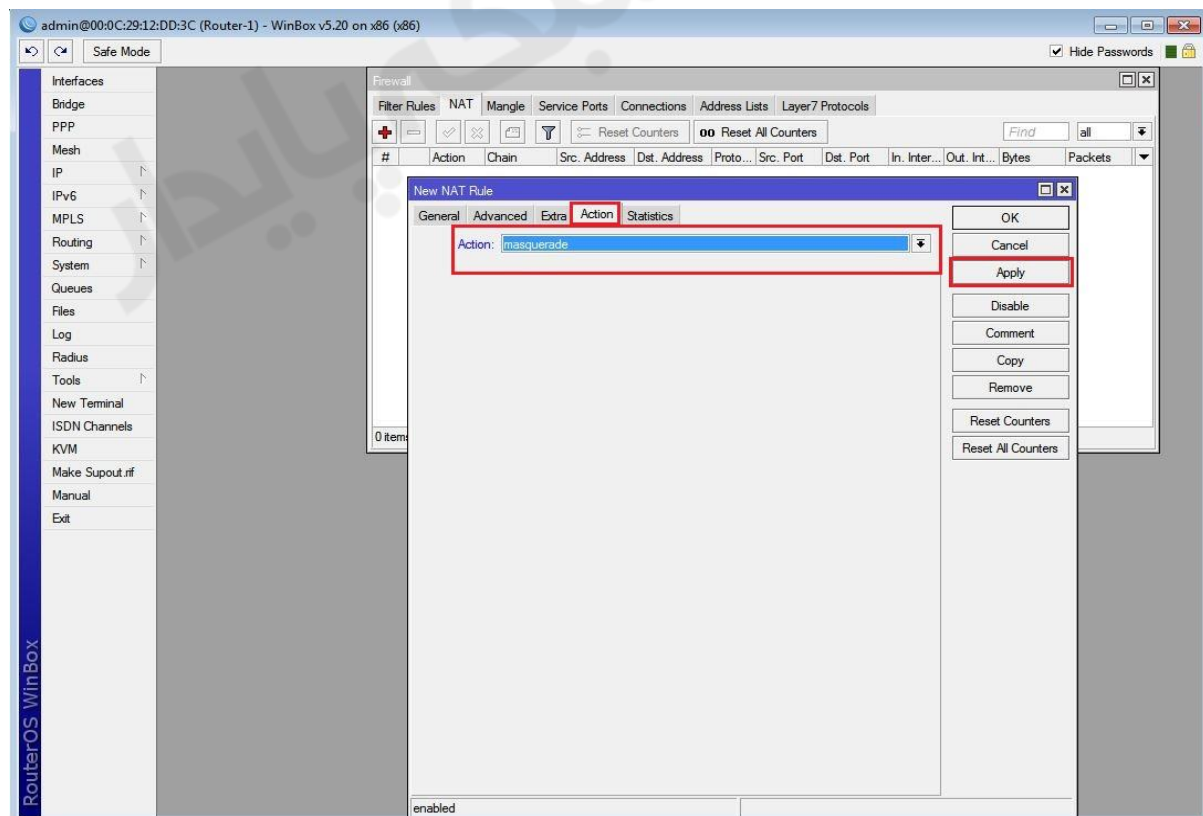 admin@00:0C:29:12:DD:3C (Router-1) - WinBox v5.20 on x86 (x86)
Safe Mode
Hide Passwords
Interfaces
Bridge
PPP
Mesh
IP
IPv6
MPLS
Routing
System
Queues
Files
Log
Radius
Tools
New Terminal
ISDN Channels
KVM
Make Supout.rif
Manual
Exit
RouterOS WinBox
Firewall
Filter Rules NAT Mangle Service Ports Connections Address Lists Layer7 Protocols
Reset Counters 00 Reset All Counters Find all
# Action Chain Src. Address Dst. Address Proto... Src. Port Dst. Port In. Inter... Out. Int... Bytes Packets
0 items
New NAT Rule
General Advanced Extra Action Statistics
Action: masquerade
OK
Cancel
Apply
Disable
Comment
Copy
Remove
Reset Counters
Reset All Counters
enabled